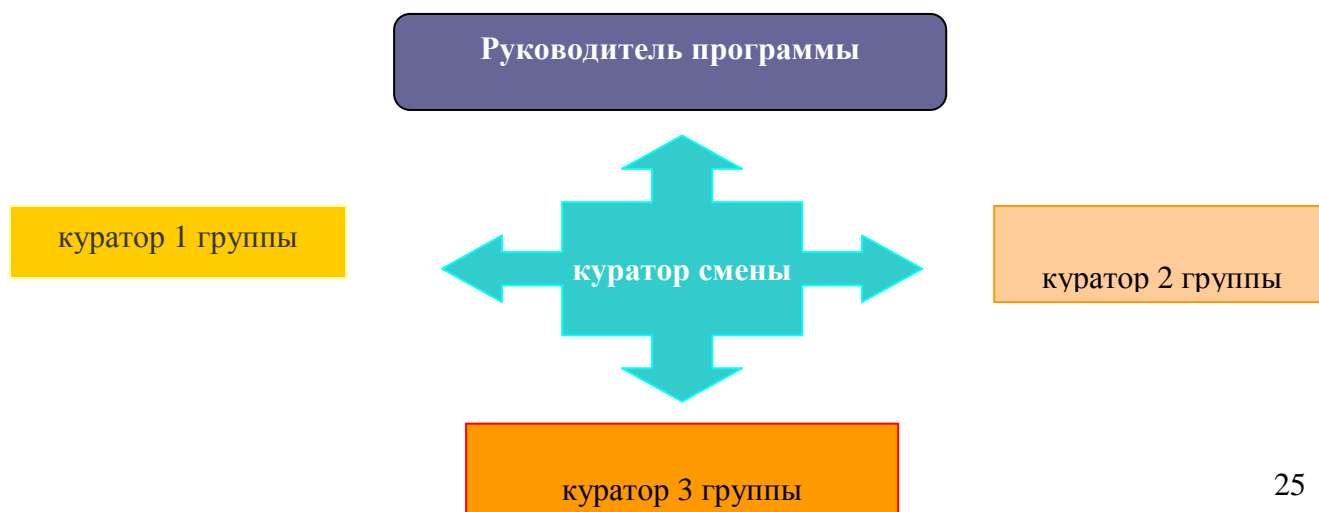 Руководитель программы
куратор 1 группы
куратор смены
куратор 2 группы
куратор 3 группы
25